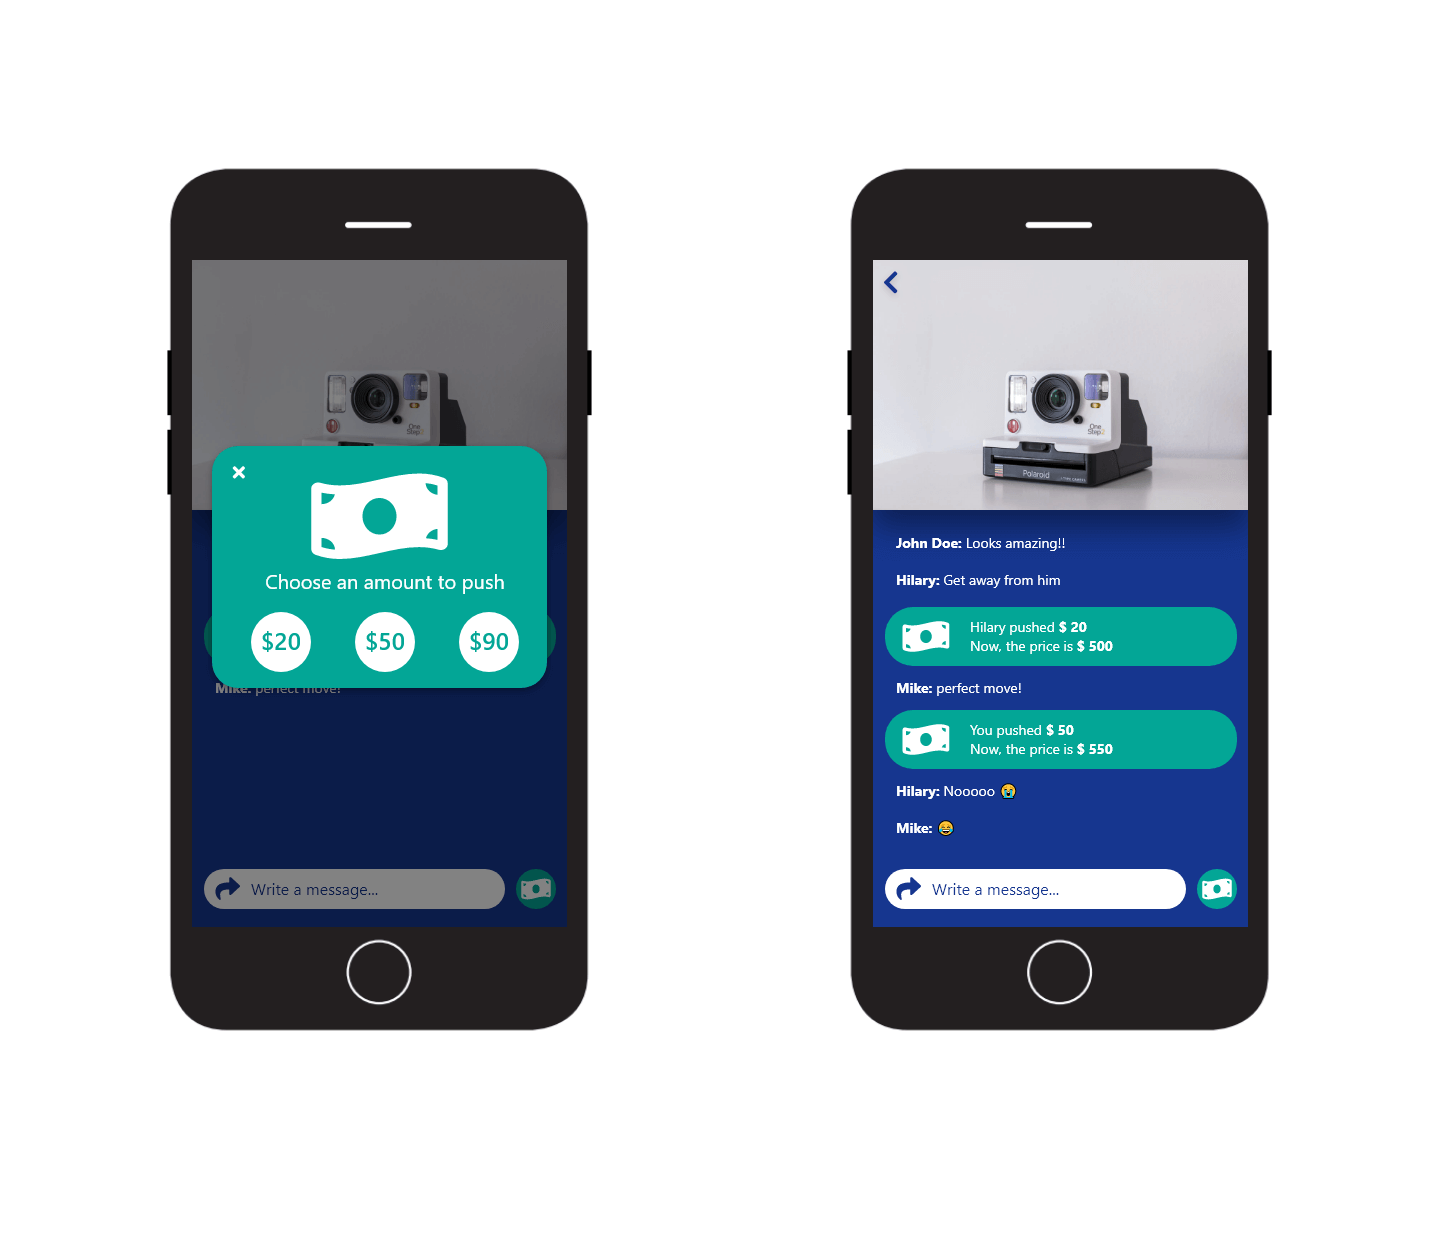 One
Step
Choose an amount to push
$20 $50 $90
Mike: perfect move!
Write a message...
One
Step
Polaroid
John Doe: Looks amazing!!
Hilary: Get away from him
Hilary pushed $ 20
Now, the price is $ 500
Mike: perfect move!
You pushed $ 50
Now, the price is $ 550
Hilary: Nooooo 😭
Mike: 😂
Write a message...